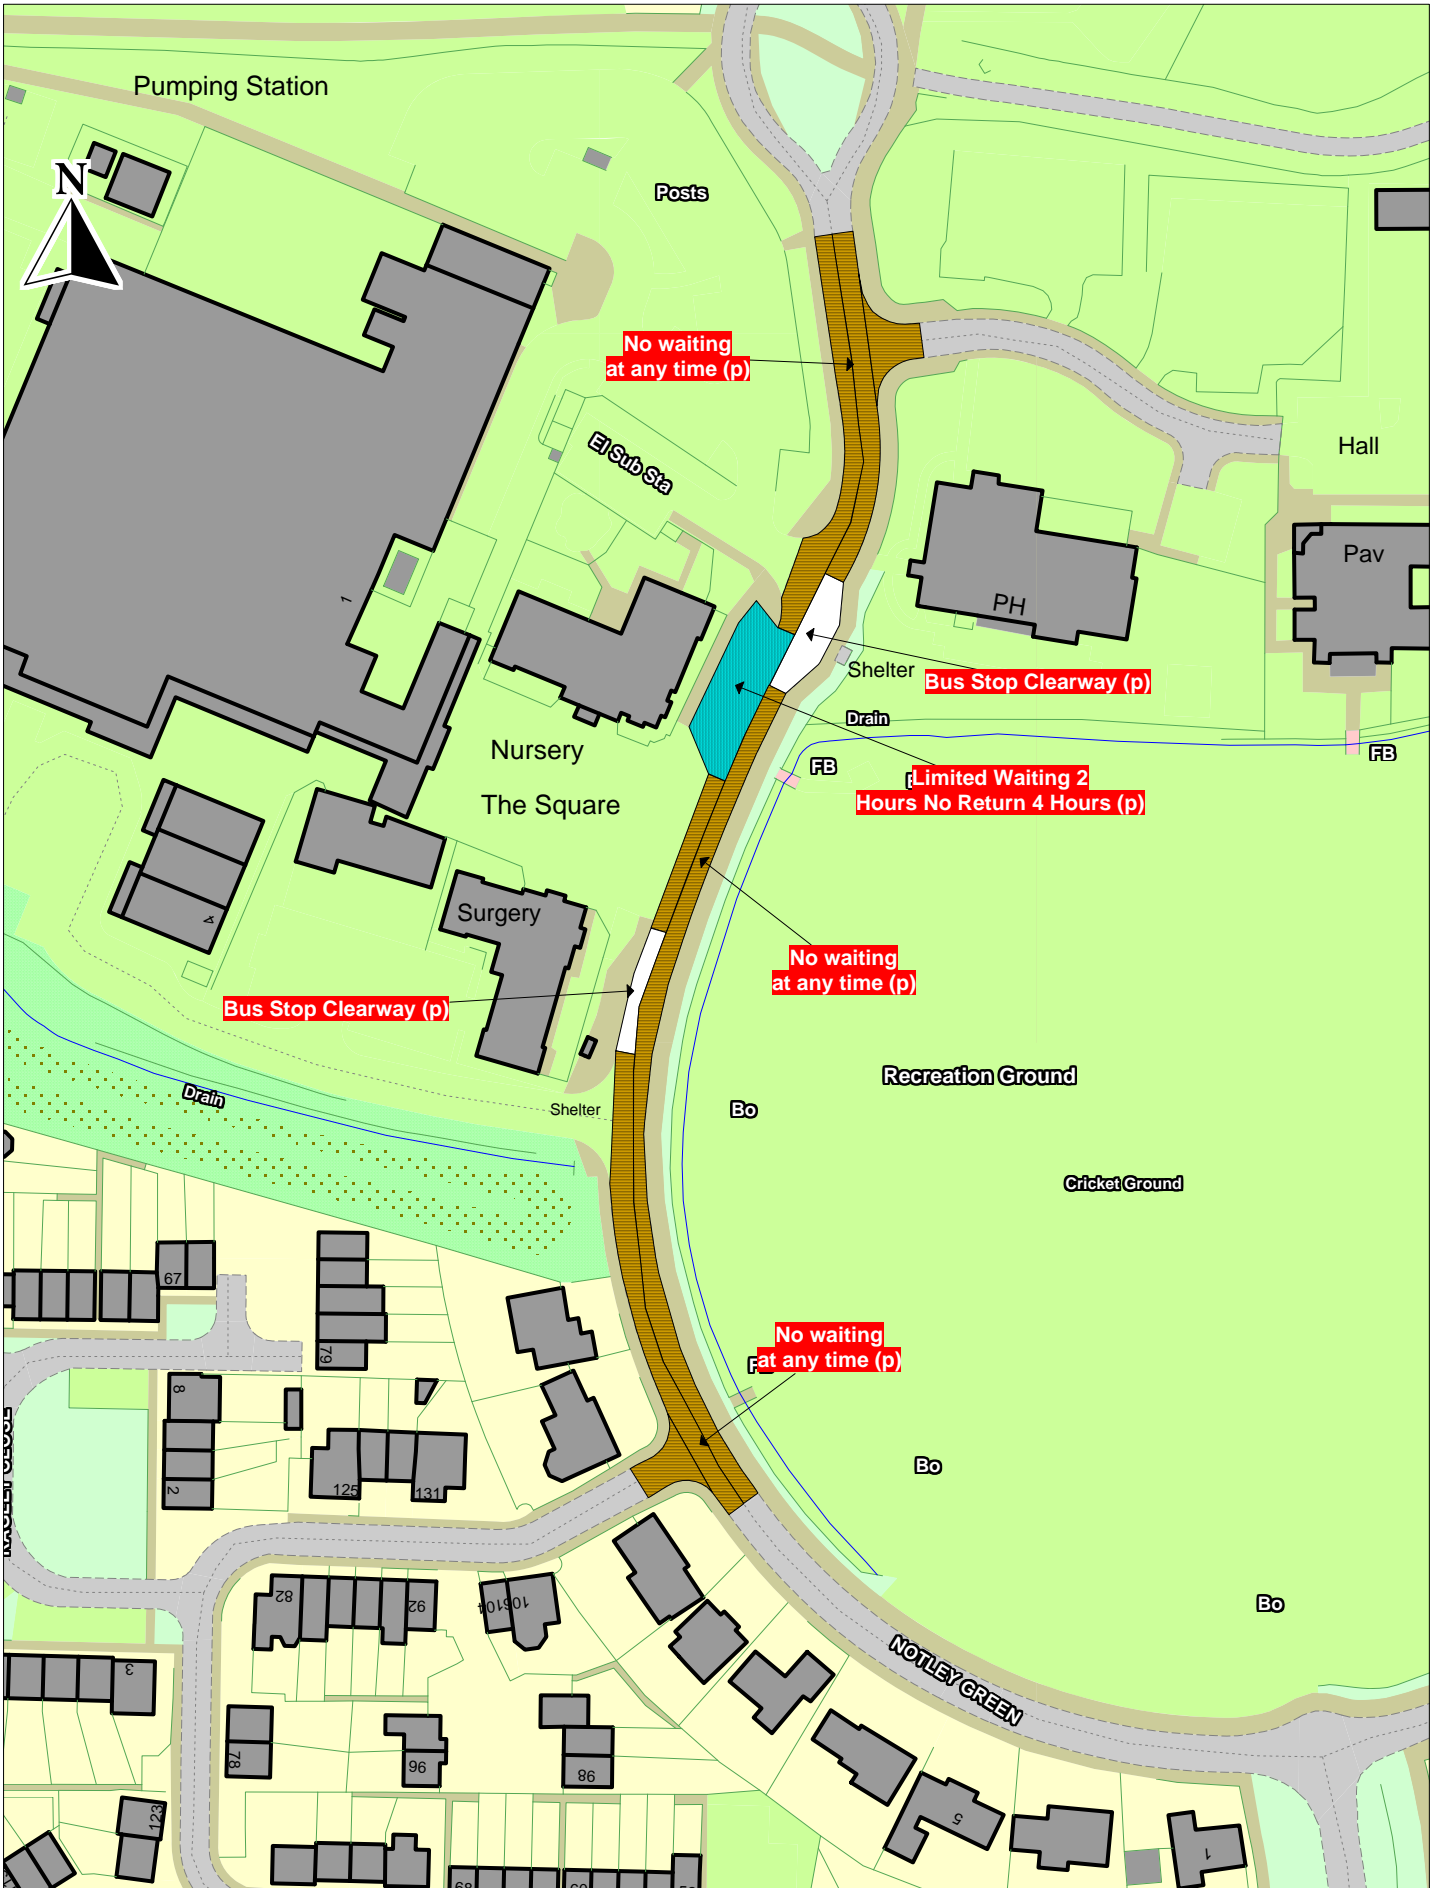 Pumping Station
N
Posts
No waiting
at any time (p)
El Sub Sta
Hall
Pav
1
PH
Shelter
Bus Stop Clearway (p)
Drain
Nursery
FB
FB
Limited Waiting 2
Hours No Return 4 Hours (p)
The Square
4
Surgery
No waiting
at any time (p)
Bus Stop Clearway (p)
Recreation Ground
Drain
Shelter
Bo
Cricket Ground
67
No waiting
at any time (p)
79
8
2
125
131
Bo
82
92
104
106
Bo
3
NOTLEY GREEN
78
96
98
123
5
1